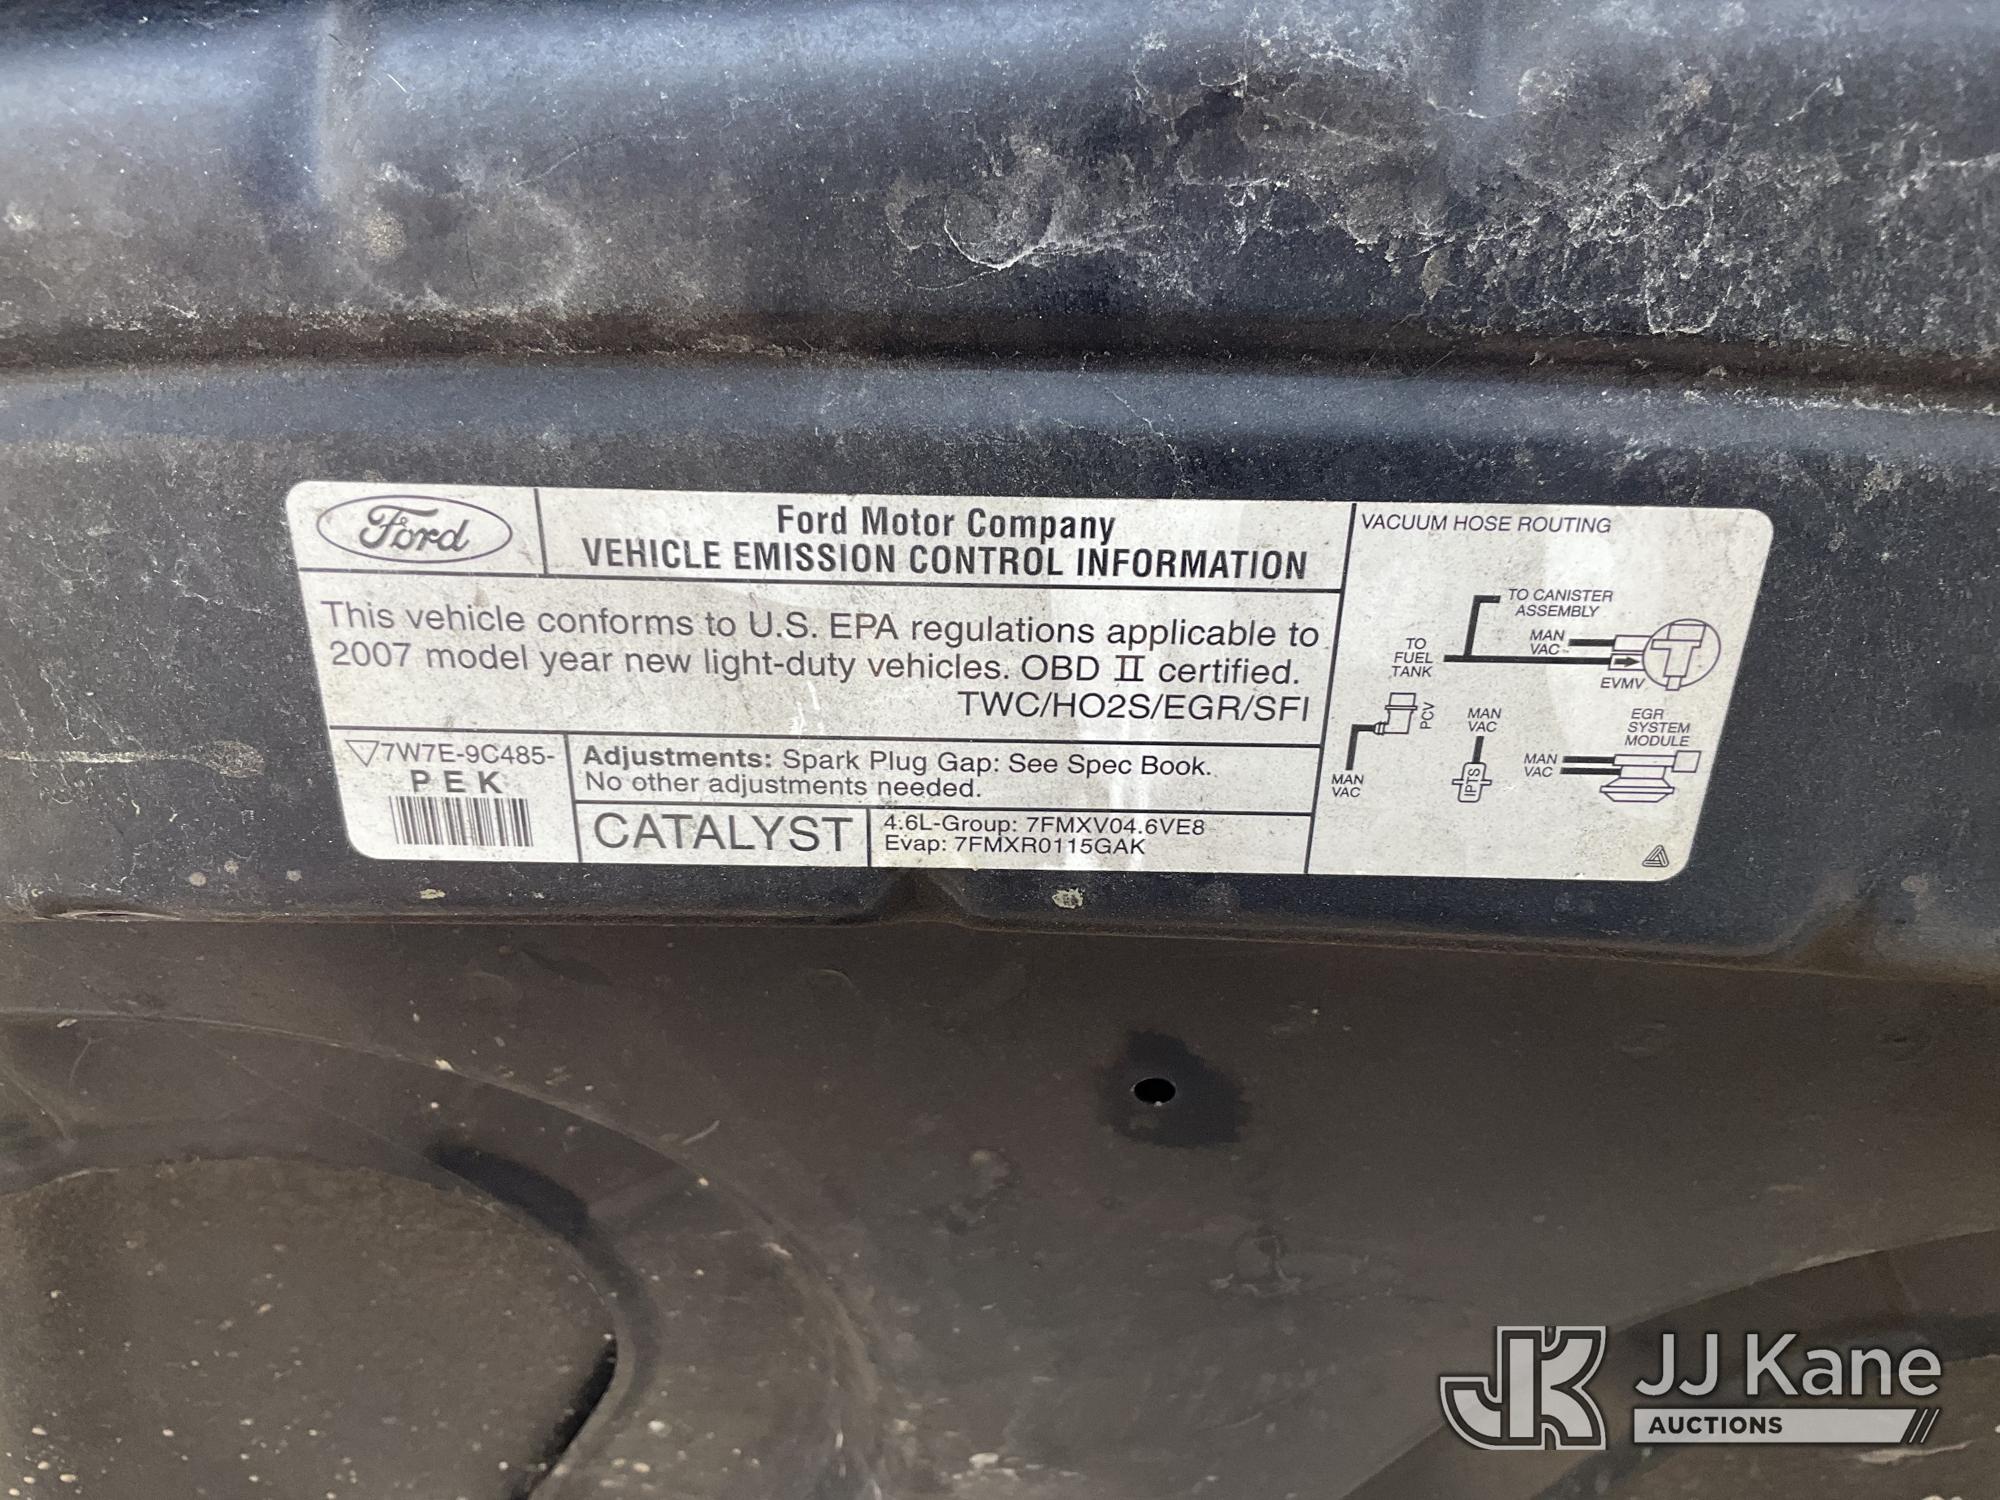 Ford
Ford Motor Company
VEHICLE EMISSION CONTROL INFORMATION
This vehicle conforms to U.S. EPA regulations applicable to
2007 model year new light-duty vehicles. OBD II certified.
TWC/HO2S/EGR/SFI
7W7E-9C485-
PEK
Adjustments: Spark Plug Gap: See Spec Book.
No other adjustments needed.
CATALYST
4.6L-Group: 7FMXV04.6VE8
Evap: 7FMXR0115GAK
VACUUM HOSE ROUTING
TO CANISTER
ASSEMBLY
MAN
VAC
TO
FUEL
TANK
EVMV
PCV
MAN
VAC
MAN
VAC
IPTS
EGR
SYSTEM
MODULE
MAN
VAC
JK
JJ Kane
AUCTIONS